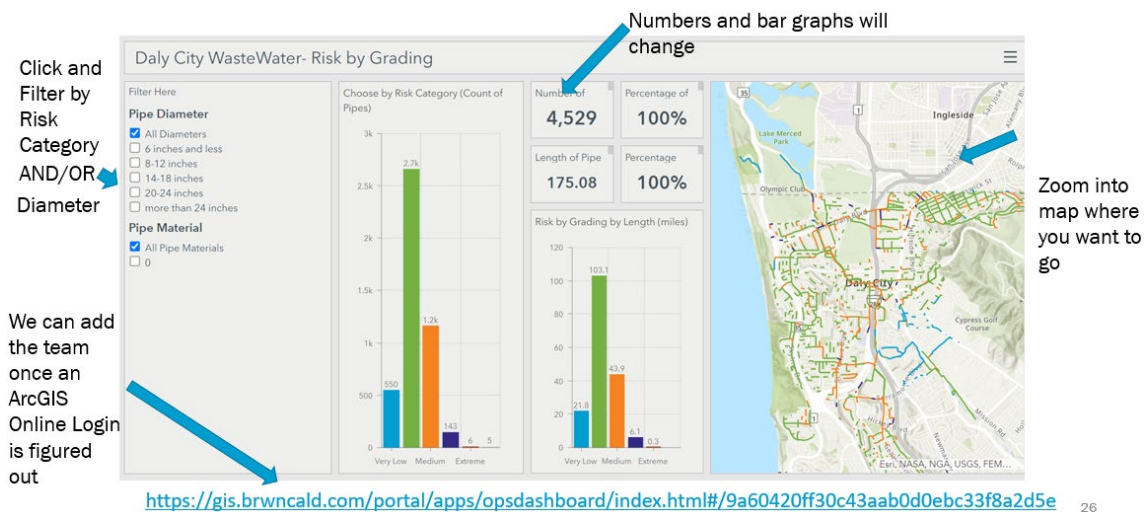 Numbers and bar graphs will
change
Click and
Filter by
Risk
Category
AND/OR
Diameter
We can add
the team
once an
ArcGIS
Online Login
is figured
out
Daly City WasteWater- Risk by Grading
Filter Here
Pipe Diameter
All Diameters
6 inches and less
8-12 inches
14-18 inches
20-24 inches
more than 24 inches
Pipe Material
All Pipe Materials
0
Choose by Risk Category (Count of
Pipes)
3k
2.5k
2k
1.5k
1k
500
0
550
2.7k
1.2k
143
6
5
Very Low
Medium
Extreme
Number of
4,529
Percentage of
100%
Length of Pipe
175.08
Percentage
100%
Risk by Grading by Length (miles)
120
100
80
60
40
20
0
21.8
103.1
43.9
6.1
0.3
Very Low
Medium
Extreme
35
1
Ingleside
Lake Merced
Park
Olympic Club
Daly City
Cypress Golf
Course
Mission Rd
1
Esri, NASA, NGA, USGS, FEM...
Zoom into
map where
you want to
go
https://gis.brwncald.com/portal/apps/opsdashboard/index.html#/9a60420ff30c43aab0d0ebc33f8a2d5e
26